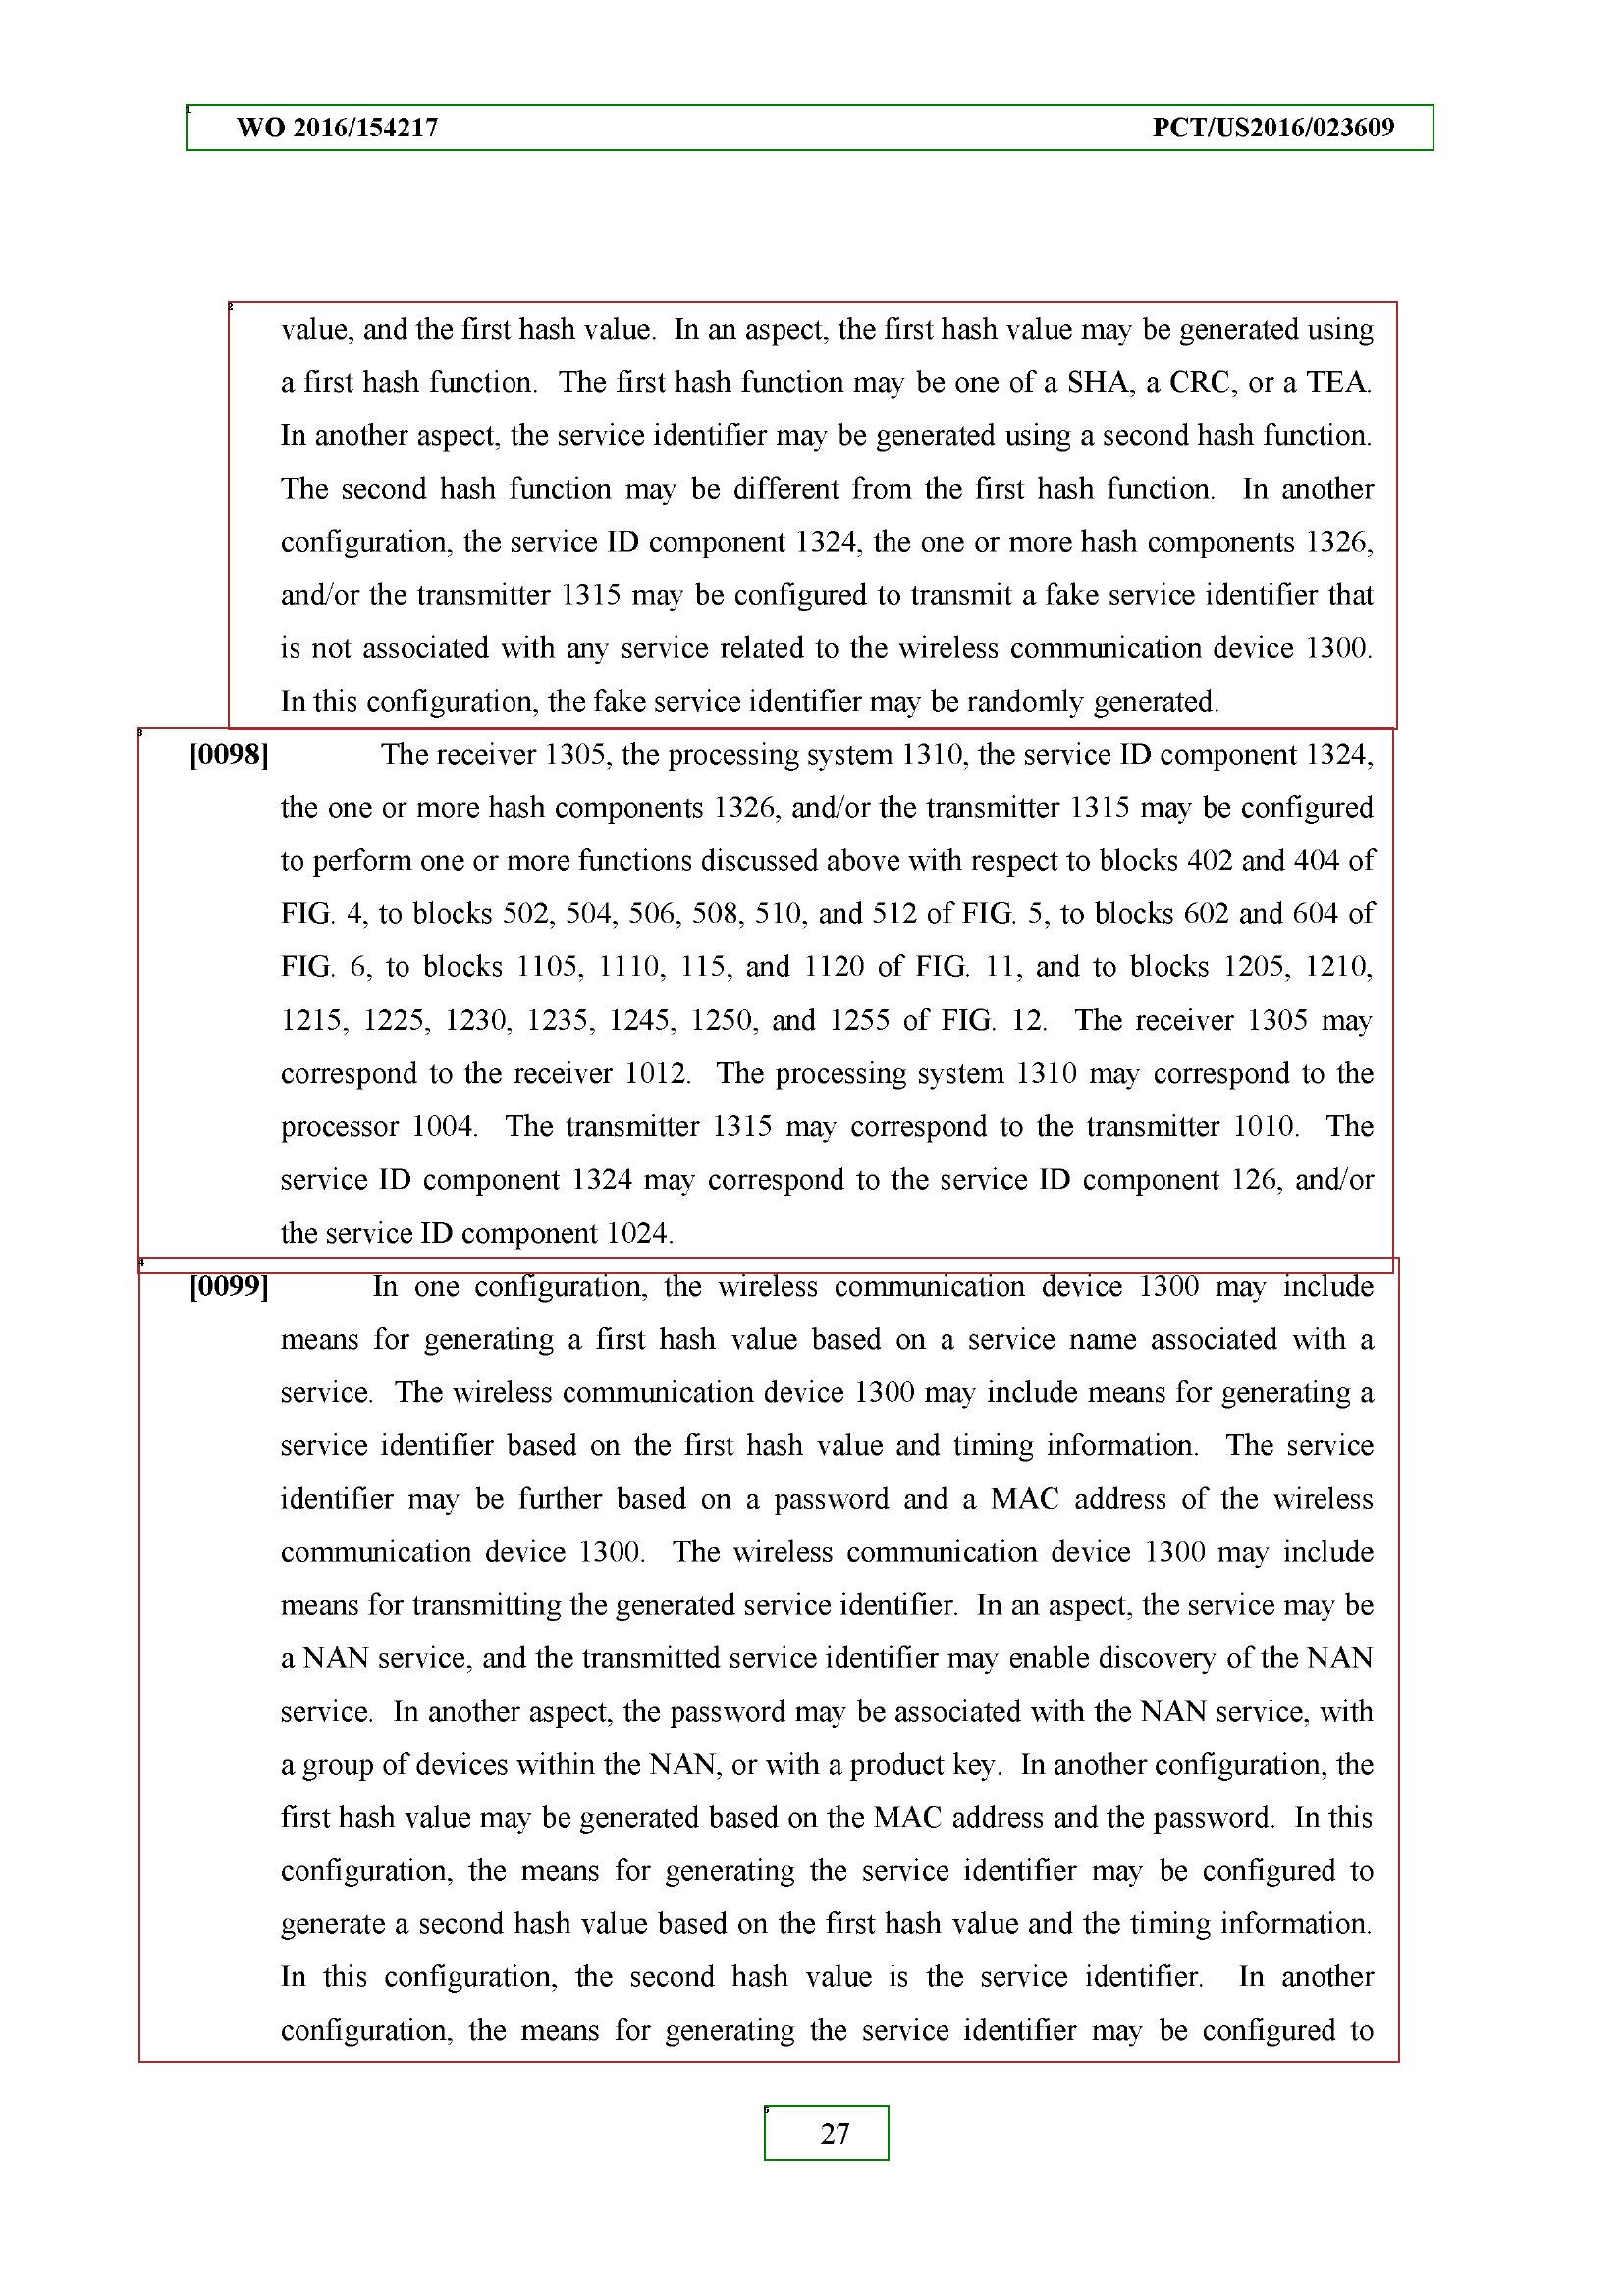 WO 2016/154217 PCT/US2016/023609
value, and the first hash value. In an aspect, the first hash value may be generated using
a first hash function. The first hash function may be one of a SHA, a CRC, or a TEA.
In another aspect, the service identifier may be generated using a second hash function.
The second hash function may be different from the first hash function. In another
configuration, the service ID component 1324, the one or more hash components 1326,
and/or the transmitter 1315 may be configured to transmit a fake service identifier that
is not associated with any service related to the wireless communication device 1300.
In this configuration, the fake service identifier may be randomly generated.
[0098] The receiver 1305, the processing system 1310, the service ID component 1324,
the one or more hash components 1326, and/or the transmitter 1315 may be configured
to perform one or more functions discussed above with respect to blocks 402 and 404 of
FIG. 4, to blocks 502, 504, 506, 508, 510, and 512 of FIG. 5, to blocks 602 and 604 of
FIG. 6, to blocks 1105, 1110, 115, and 1120 of FIG. 11, and to blocks 1205, 1210,
1215, 1225, 1230, 1235, 1245, 1250, and 1255 of FIG. 12. The receiver 1305 may
correspond to the receiver 1012. The processing system 1310 may correspond to the
processor 1004. The transmitter 1315 may correspond to the transmitter 1010. The
service ID component 1324 may correspond to the service ID component 126, and/or
the service ID component 1024.
[0099] In one configuration, the wireless communication device 1300 may include
means for generating a first hash value based on a service name associated with a
service. The wireless communication device 1300 may include means for generating a
service identifier based on the first hash value and timing information. The service
identifier may be further based on a password and a MAC address of the wireless
communication device 1300. The wireless communication device 1300 may include
means for transmitting the generated service identifier. In an aspect, the service may be
a NAN service, and the transmitted service identifier may enable discovery of the NAN
service. In another aspect, the password may be associated with the NAN service, with
a group of devices within the NAN, or with a product key. In another configuration, the
first hash value may be generated based on the MAC address and the password. In this
configuration, the means for generating the service identifier may be configured to
generate a second hash value based on the first hash value and the timing information.
In this configuration, the second hash value is the service identifier. In another
configuration, the means for generating the service identifier may be configured to
27